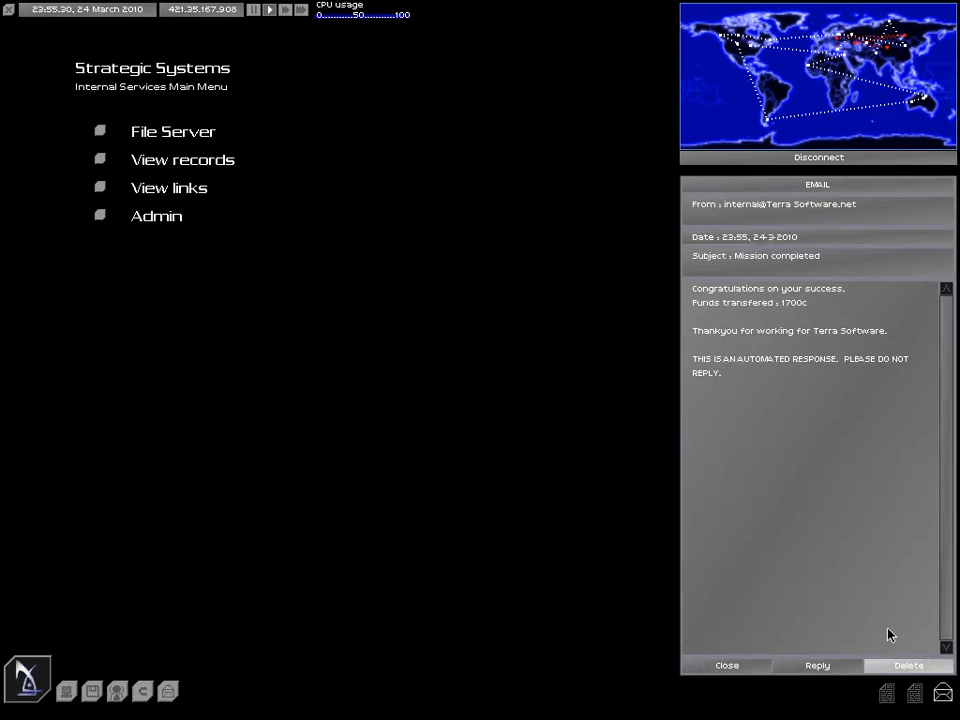 23:55.30, 24 March 2010
421.35.167.908
CPU usage
0..........50..........100
Strategic Systems
Internal Services Main Menu
File Server
View records
View links
Admin
Disconnect
EMAIL
From : internal@Terra Software.net
Date : 23:55, 24-3-2010
Subject : Mission completed
Congratulations on your success.
Funds transfered : 1700c
Thankyou for working for Terra Software.
THIS IS AN AUTOMATED RESPONSE.  PLEASE DO NOT
REPLY.
Close
Reply
Delete